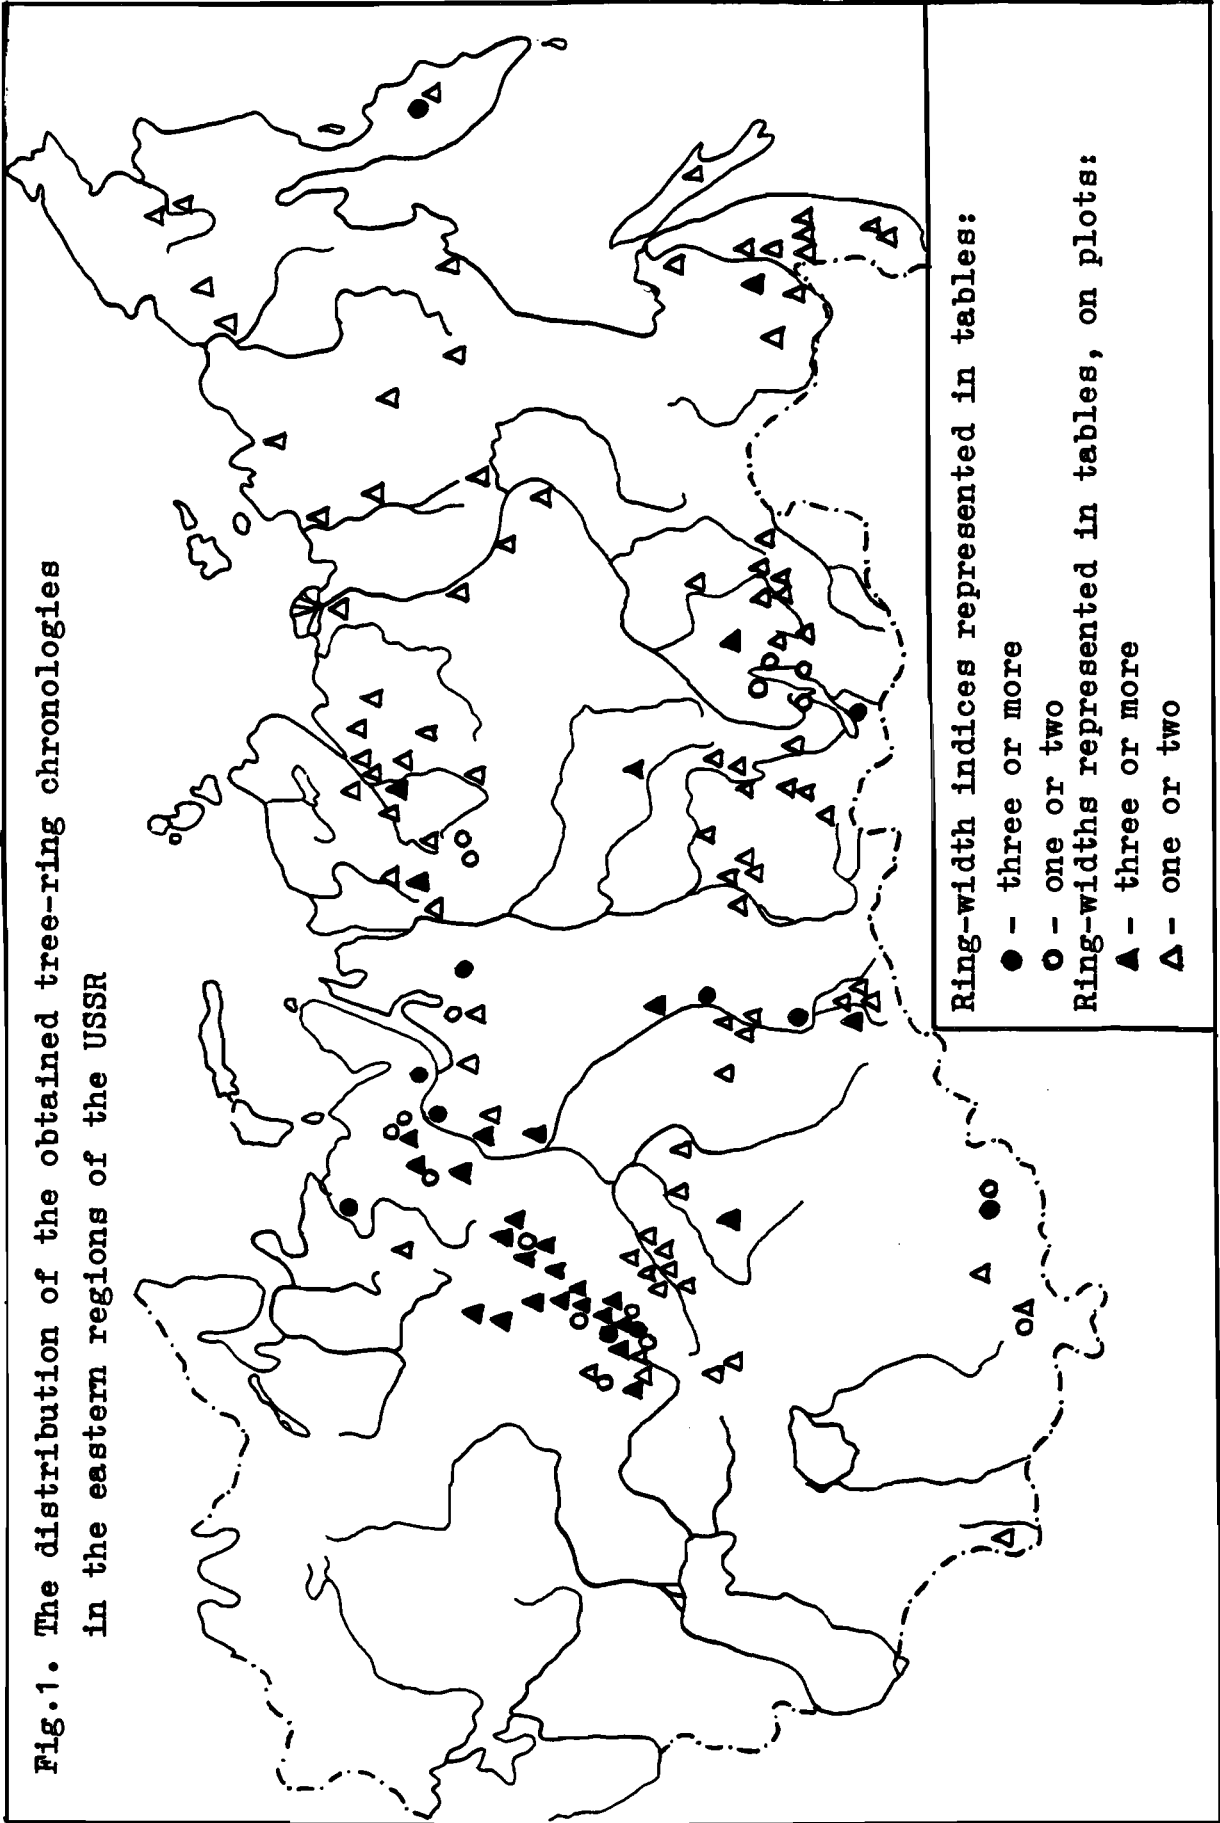 Fig.1. The distribution of the obtained tree-ring chronologies
in the eastern regions of the USSR
Ring-width indices represented in tables:
● - three or more
○ - one or two
Ring-widths represented in tables, on plots:
▲ - three or more
△ - one or two